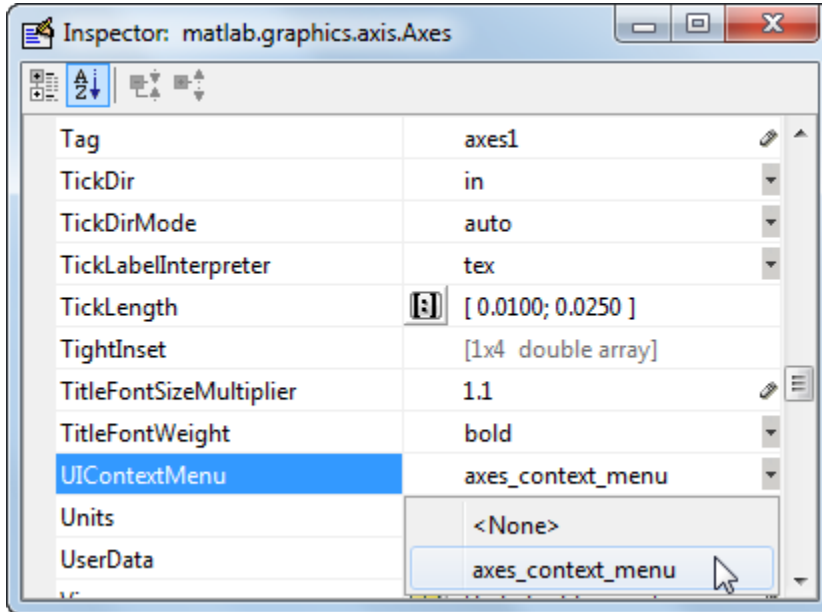 Inspector: matlab.graphics.axis.Axes
A
Z
Tag axes1
TickDir in
TickDirMode auto
TickLabelInterpreter tex
TickLength [ 0.0100; 0.0250 ]
TightInset [1x4 double array]
TitleFontSizeMultiplier 1.1
TitleFontWeight bold
UIContextMenu axes_context_menu
Units <None>
UserData axes_context_menu